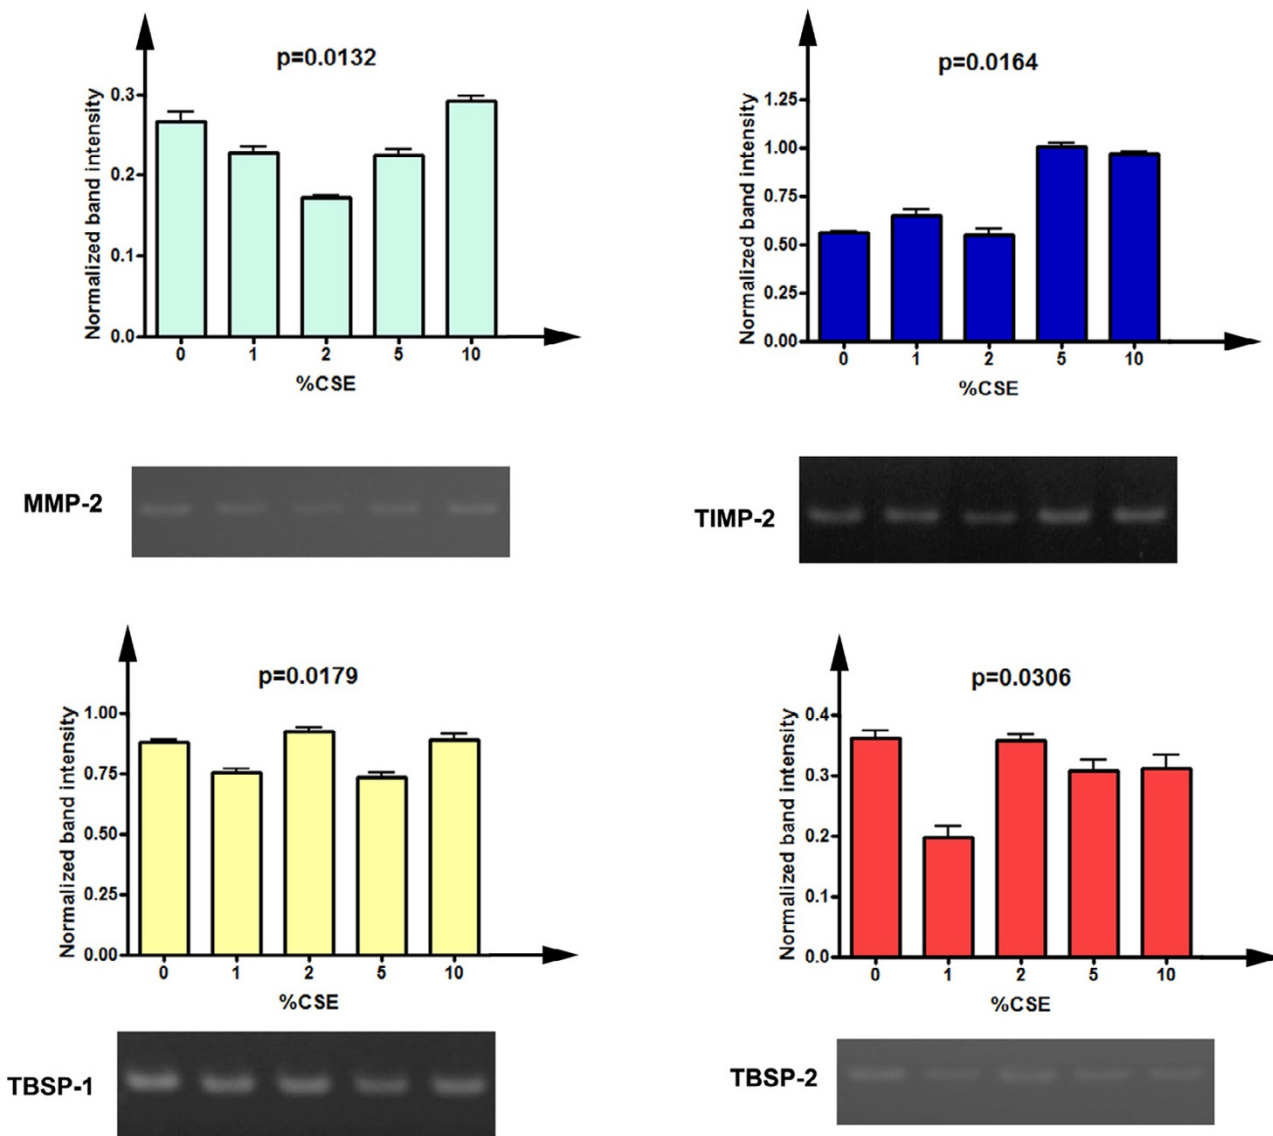 p=0.0132
Normalized band intensity
0.3
0.2
0.1
0.0
0 1 2 5 10
%CSE
MMP-2
p=0.0164
Normalized band intensity
1.25
1.00
0.75
0.50
0.25
0.00
0 1 2 5 10
%CSE
TIMP-2
p=0.0179
Normalized band intensity
1.00
0.75
0.50
0.25
0.00
0 1 2 5 10
%CSE
TBSP-1
p=0.0306
Normalized band intensity
0.4
0.3
0.2
0.1
0.0
0 1 2 5 10
%CSE
TBSP-2